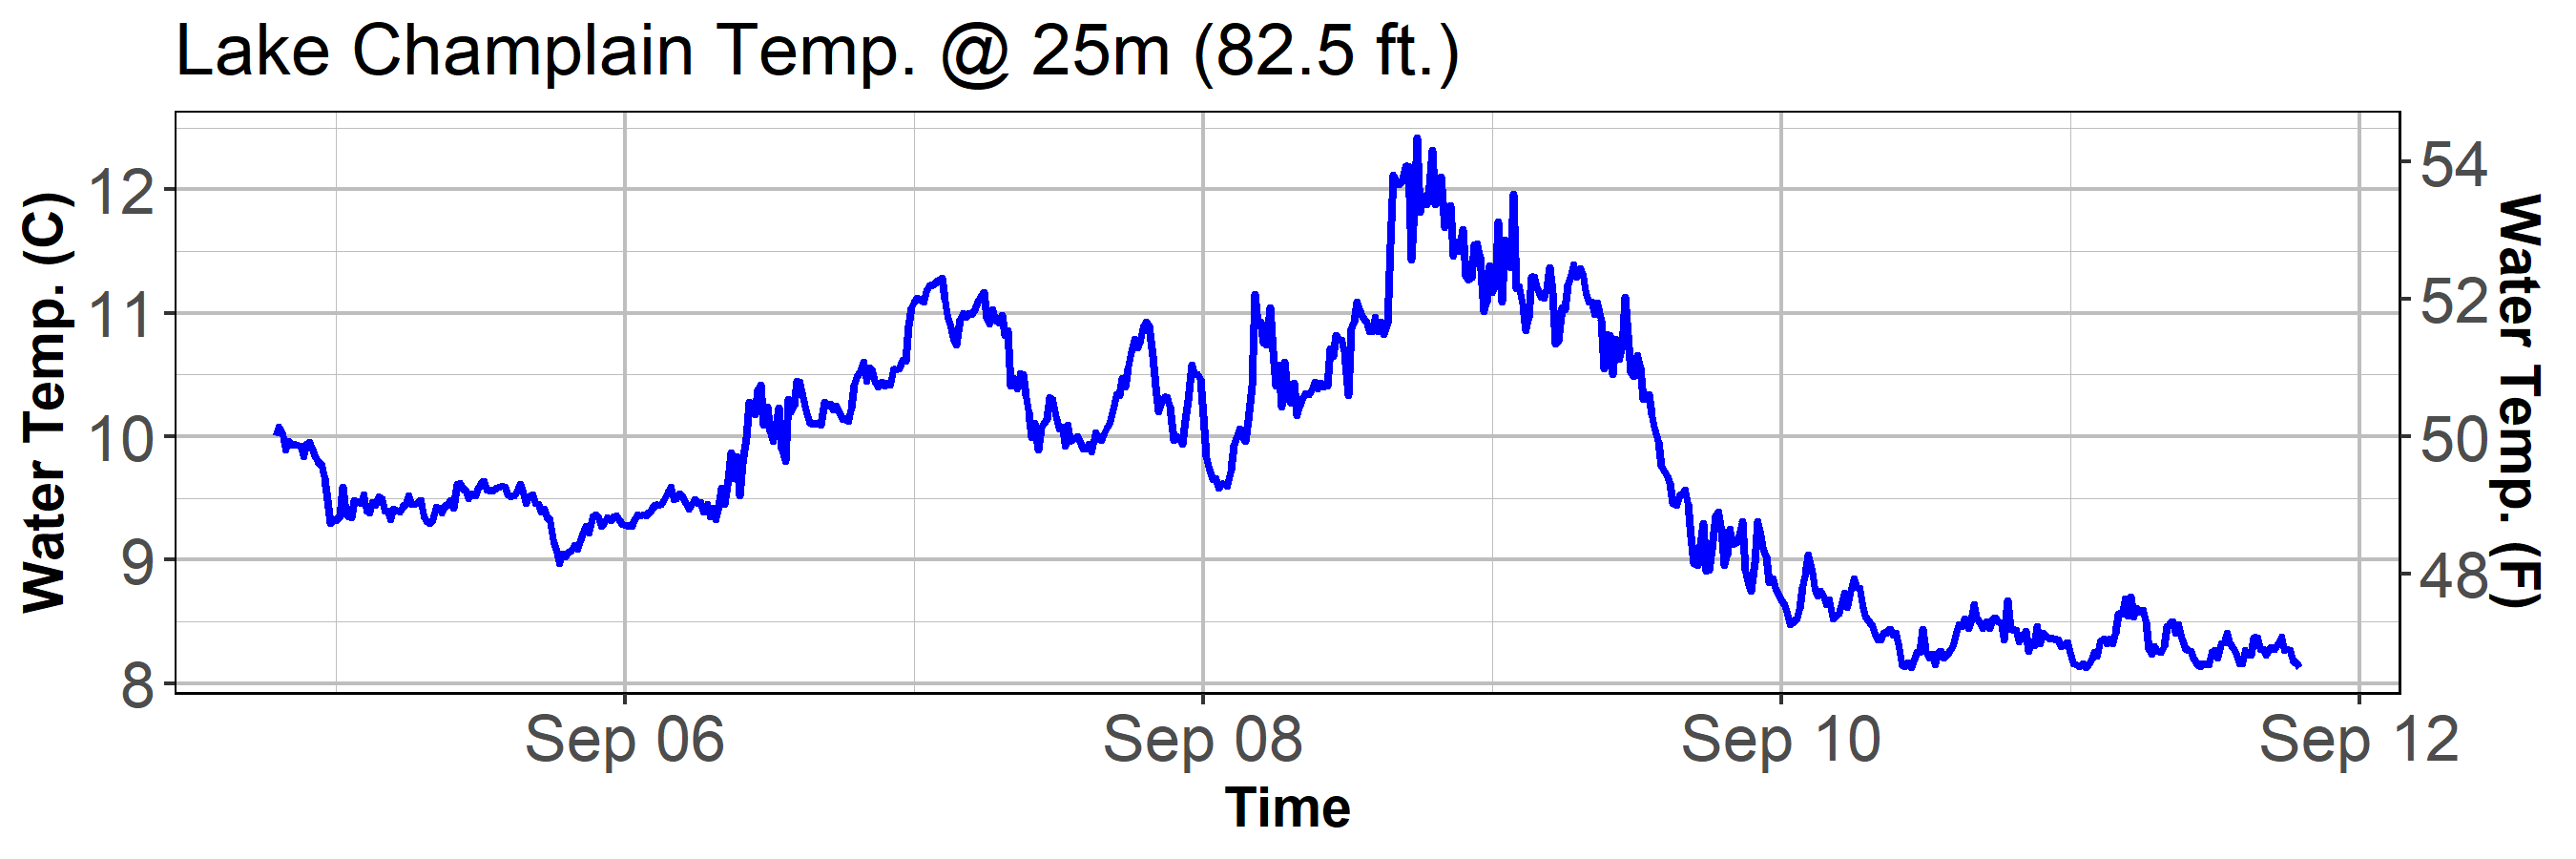 Lake Champlain Temp. @ 25m (82.5 ft.)
Water Temp. (C)
12
11
10
9
8
54
52
50
48
Water Temp. (F)
Sep 06
Sep 08
Sep 10
Sep 12
Time